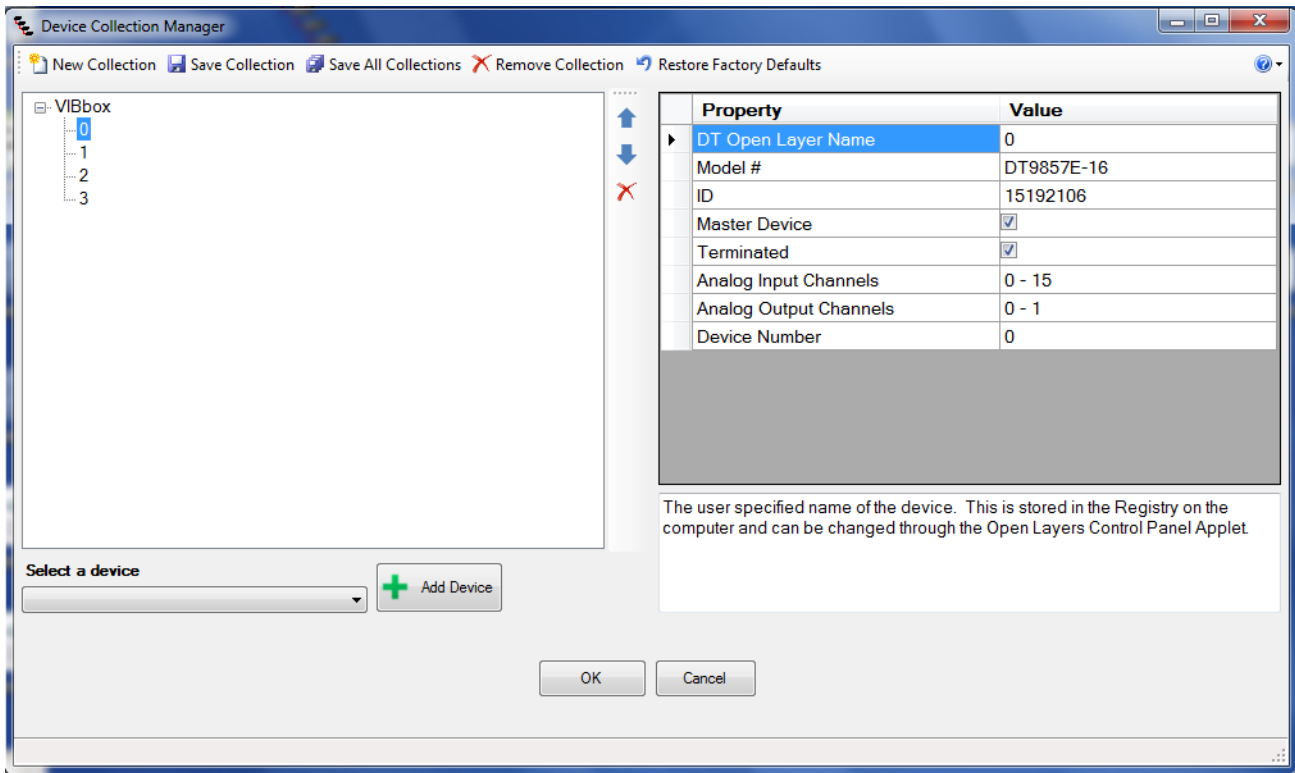 Device Collection Manager
New Collection Save Collection Save All Collections Remove Collection Restore Factory Defaults
VIBbox
0
1
2
3
Property Value
DT Open Layer Name 0
Model # DT9857E-16
ID 15192106
Master Device
Terminated
Analog Input Channels 0 - 15
Analog Output Channels 0 - 1
Device Number 0
The user specified name of the device.  This is stored in the Registry on the
computer and can be changed through the Open Layers Control Panel Applet.
Select a device
Add Device
OK Cancel